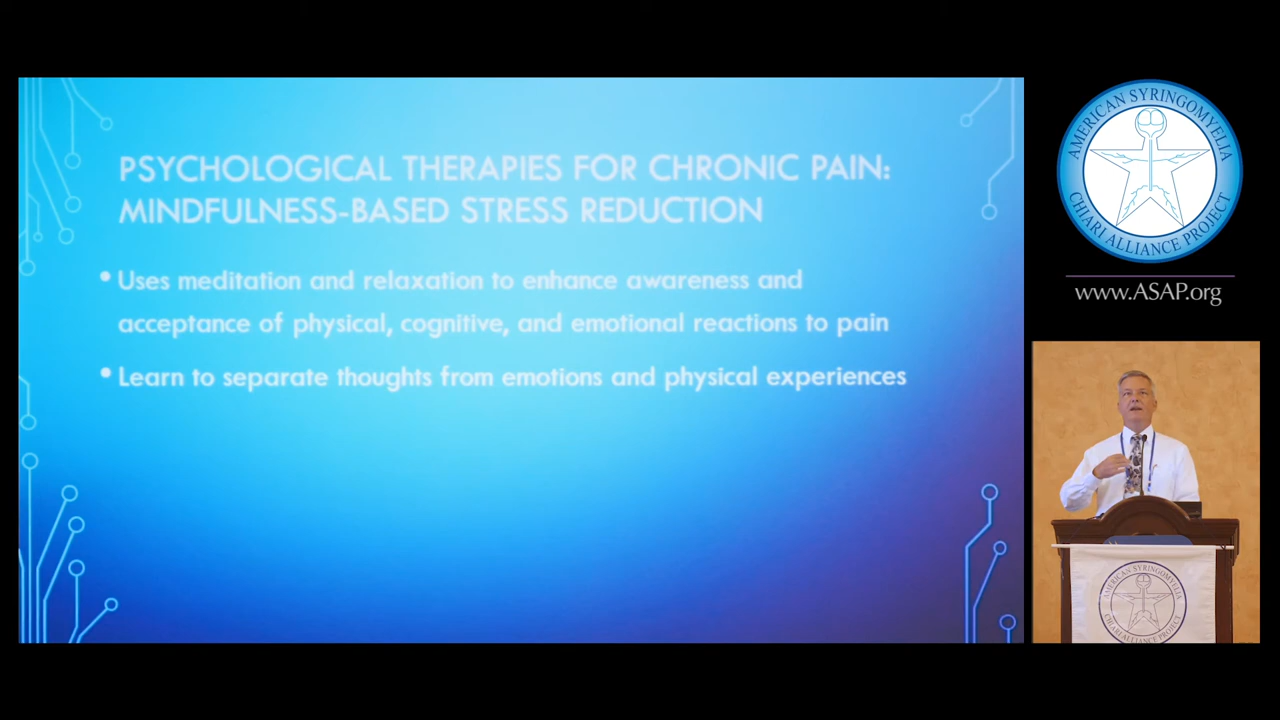 PSYCHOLOGICAL THERAPIES FOR CHRONIC PAIN:
MINDFULNESS-BASED STRESS REDUCTION
• Uses meditation and relaxation to enhance awareness and
acceptance of physical, cognitive, and emotional reactions to pain
• Learn to separate thoughts from emotions and physical experiences
AMERICAN SYRINGOMYELIA
CHIARI ALLIANCE PROJECT
www.ASAP.org
AMERICAN SYRINGOMYELIA
CHIARI ALLIANCE PROJECT